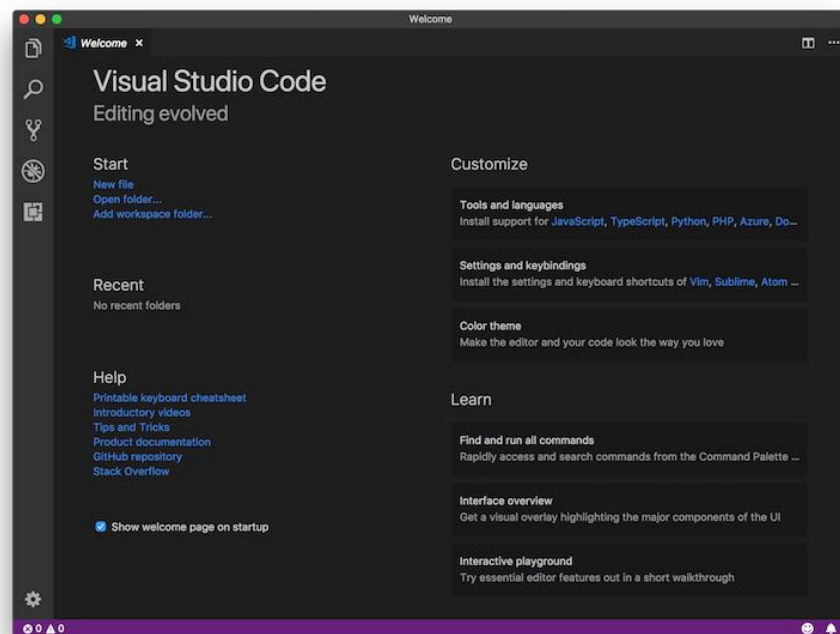 Welcome
Welcome
Visual Studio Code
Editing evolved
Start
New file
Open folder...
Add workspace folder...
Recent
No recent folders
Help
Printable keyboard cheatsheet
Introductory videos
Tips and Tricks
Product documentation
GitHub repository
Stack Overflow
Show welcome page on startup
Customize
Tools and languages
Install support for JavaScript, TypeScript, Python, PHP, Azure, Do...
Settings and keybindings
Install the settings and keyboard shortcuts of Vim, Sublime, Atom ...
Color theme
Make the editor and your code look the way you love
Learn
Find and run all commands
Rapidly access and search commands from the Command Palette ...
Interface overview
Get a visual overlay highlighting the major components of the UI
Interactive playground
Try essential editor features out in a short walkthrough
0 0